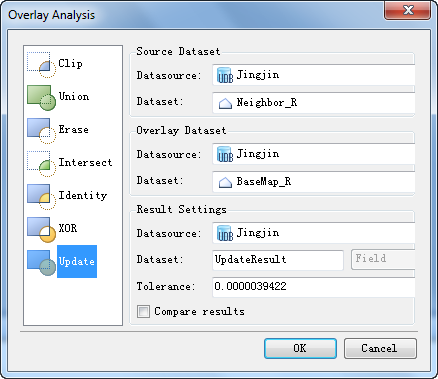 Overlay Analysis
Clip
Union
Erase
Intersect
Identity
XOR
Update
Source Dataset
Datasource: UDB Jingjin
Dataset: Neighbor_R
Overlay Dataset
Datasource: UDB Jingjin
Dataset: BaseMap_R
Result Settings
Datasource: UDB Jingjin
Dataset: UpdateResult Field
Tolerance: 0.0000039422
Compare results
OK Cancel